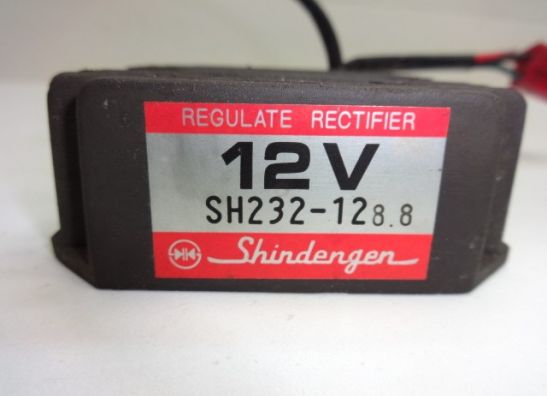 REGULATE RECTIFIER
12V
SH232-12 8.8
Shindengen